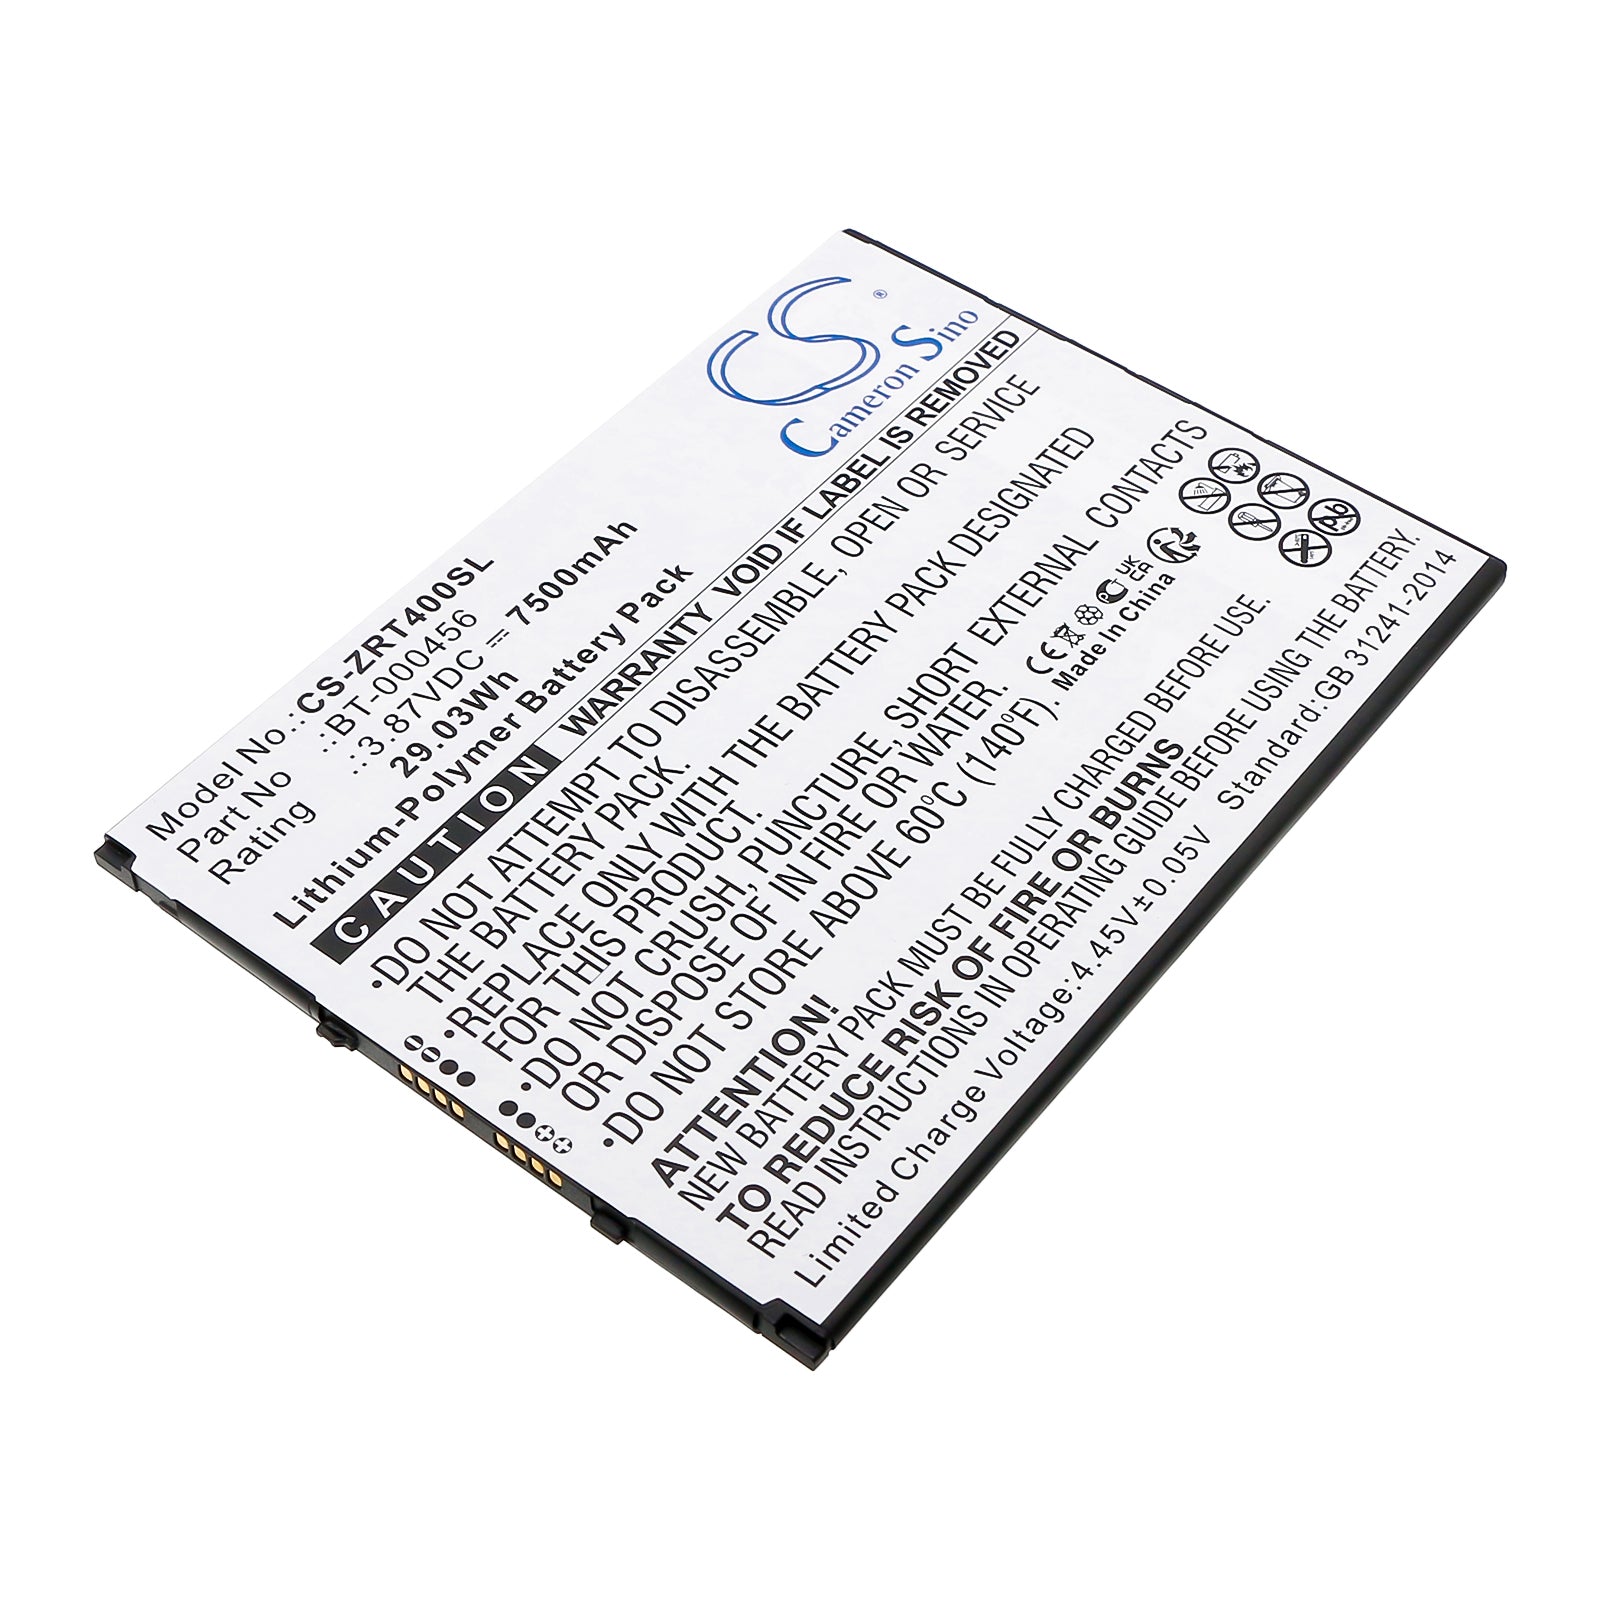 CS
®
Cameron Sino
Model No.:CS-ZRT400SL
Part No :BT-000456
Rating :3.87VDC ⎓ 7500mAh
29.03Wh
Lithium-Polymer Battery Pack
CAUTION WARRANTY VOID IF LABEL IS REMOVED
•DO NOT ATTEMPT TO DISASSEMBLE, OPEN OR SERVICE
THE BATTERY PACK.
•REPLACE ONLY WITH THE BATTERY PACK DESIGNATED
FOR THIS PRODUCT.
•DO NOT CRUSH, PUNCTURE, SHORT EXTERNAL CONTACTS
OR DISPOSE OF IN FIRE OR WATER.
•DO NOT STORE ABOVE 60°C (140°F).
CE UK CA
Made In China
Pb
ATTENTION!
NEW BATTERY PACK MUST BE FULLY CHARGED BEFORE USE.
TO REDUCE RISK OF FIRE OR BURNS
READ INSTRUCTIONS IN OPERATING GUIDE BEFORE USING THE BATTERY.
Limited Charge Voltage:4.45V±0.05V Standard:GB 31241-2014